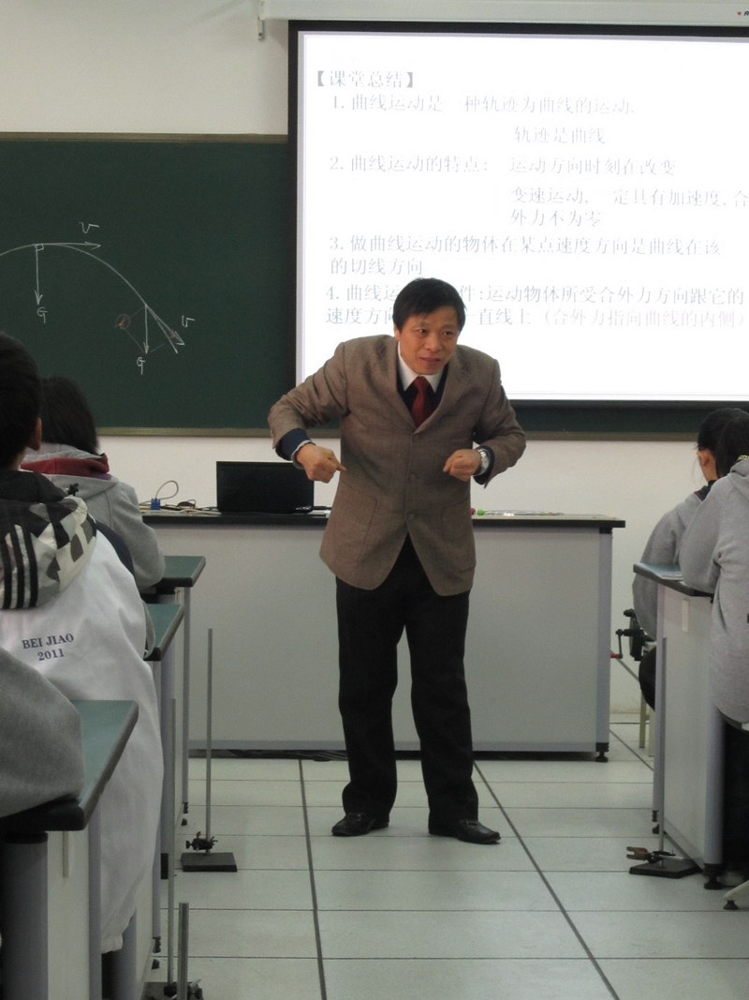 【课堂总结】
1. 曲线运动是一种轨迹为曲线的运动.
轨迹是曲线
2. 曲线运动的特点: 运动方向时刻在改变
变速运动, 一定具有加速度, 合
外力不为零
3. 做曲线运动的物体在某点速度方向是曲线在该
的切线方向
4. 曲线运 件: 运动物体所受合外力方向跟它的
速度方向 一直线上 (合外力指向曲线的内侧)
v
G
v
G
BEI JIAO
2011